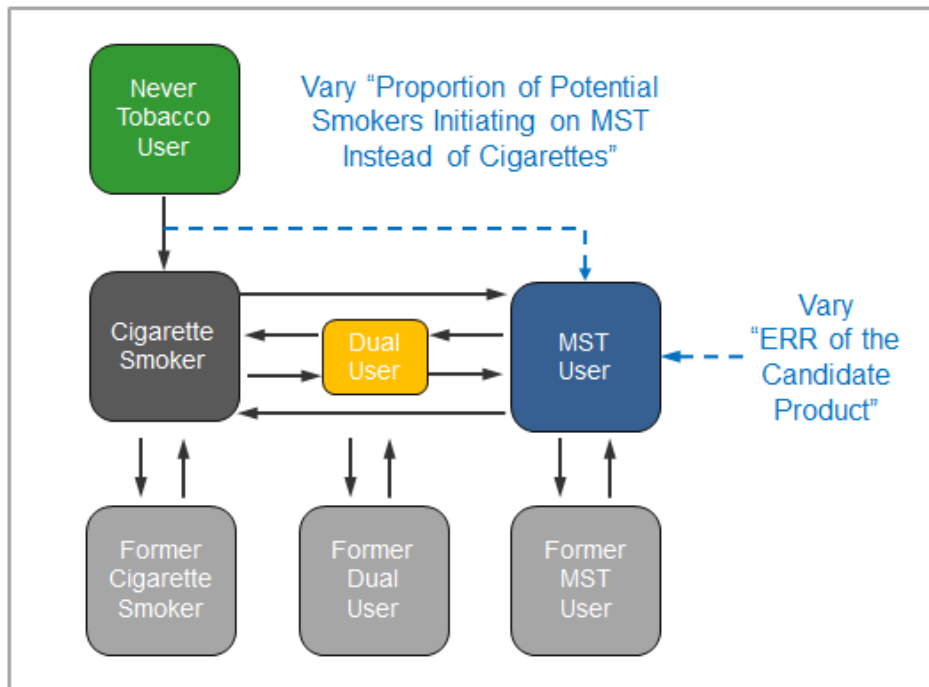 Never
Tobacco
User
Vary “Proportion of Potential
Smokers Initiating on MST
Instead of Cigarettes”
Cigarette
Smoker
Dual
User
MST
User
Vary
“ERR of the
Candidate
Product”
Former
Cigarette
Smoker
Former
Dual
User
Former
MST
User